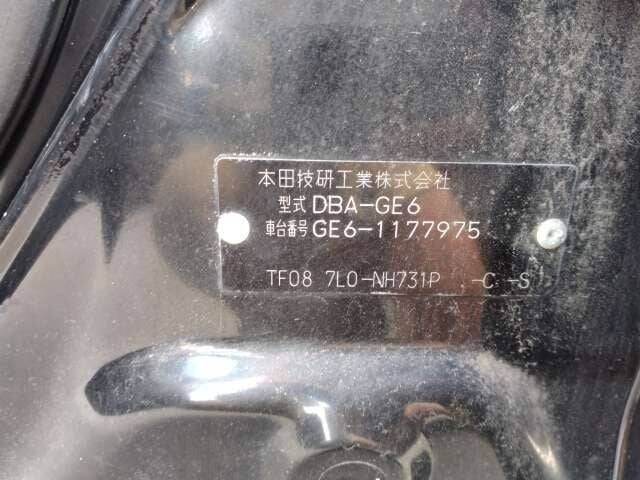 本田技研工業株式会社
型式 DBA-GE6
車台番号 GE6-1177975
TF08 7L0-NH731P -C -S